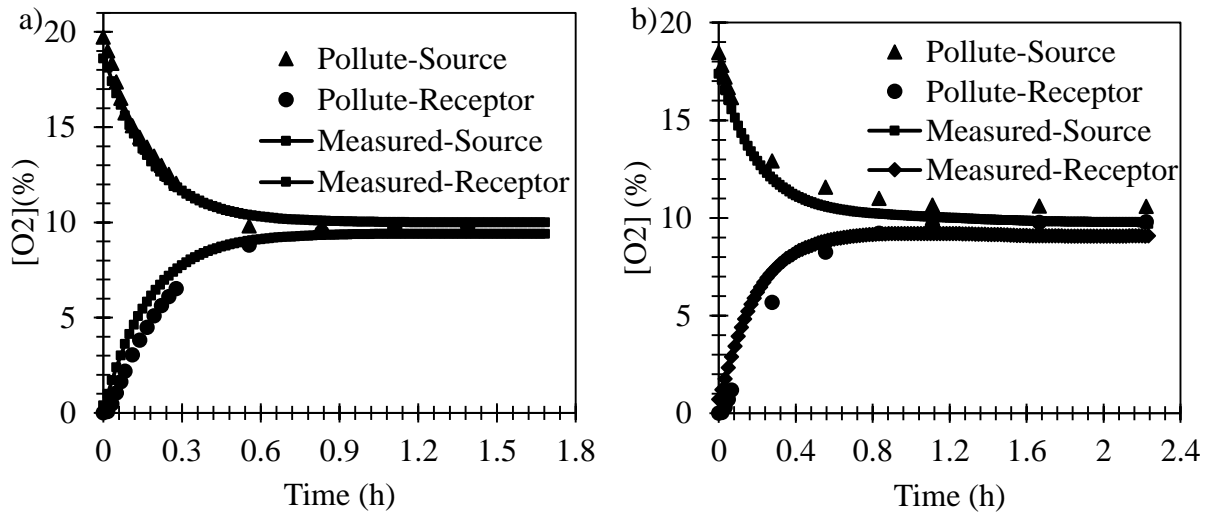 a)
20
15
10
5
0
[O2](%)
Pollute-Source
Pollute-Receptor
Measured-Source
Measured-Receptor
0 0.3 0.6 0.9 1.2 1.5 1.8
Time (h)
b)
20
15
10
5
0
[O2] (%)
Pollute-Source
Pollute-Receptor
Measured-Source
Measured-Receptor
0 0.4 0.8 1.2 1.6 2 2.4
Time (h)